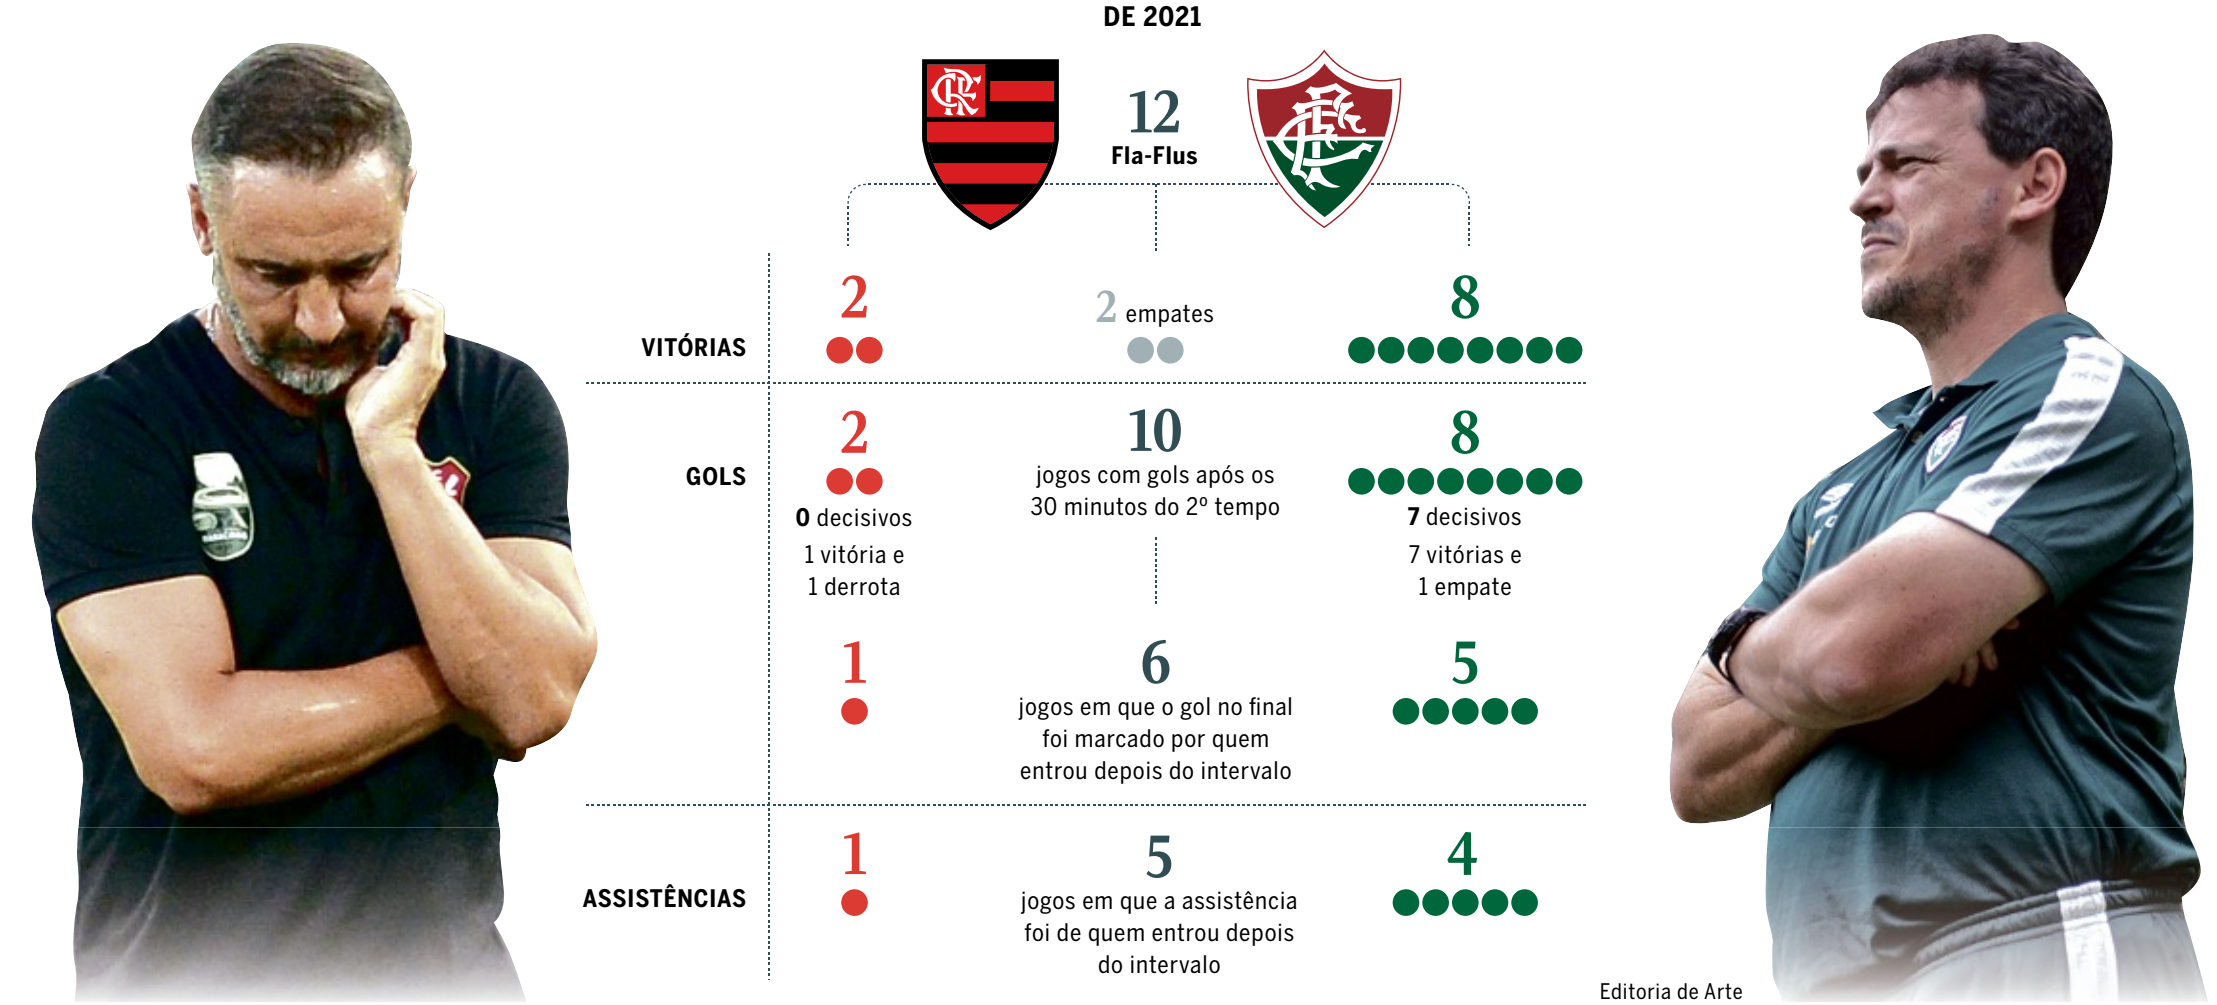 DE 2021
12
Fla-Flus
VITÓRIAS
2
2 empates
8
GOLS
2
0 decisivos
1 vitória e
1 derrota
10
jogos com gols após os
30 minutos do 2º tempo
8
7 decisivos
7 vitórias e
1 empate
1
6
jogos em que o gol no final
foi marcado por quem
entrou depois do intervalo
5
ASSISTÊNCIAS
1
5
jogos em que a assistência
foi de quem entrou depois
do intervalo
4
Editoria de Arte